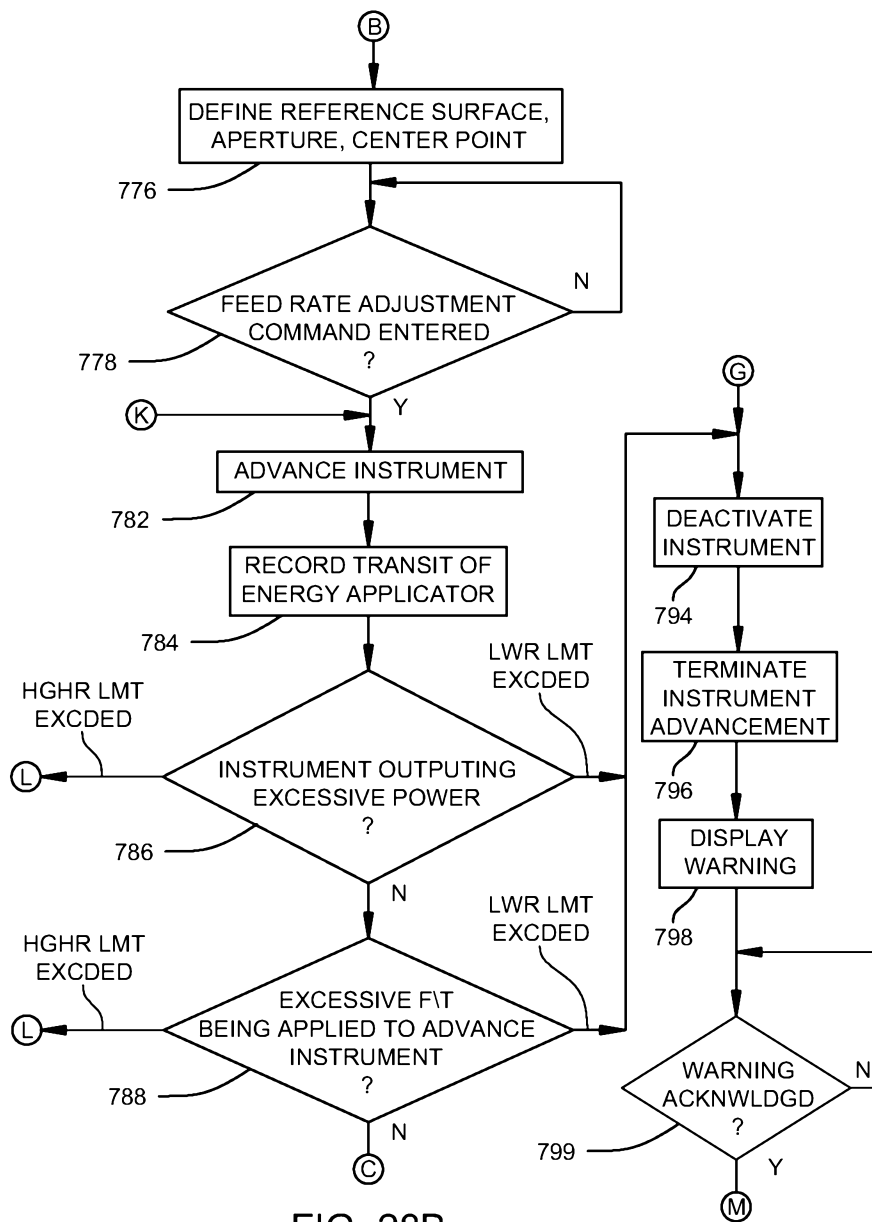 B
DEFINE REFERENCE SURFACE,
APERTURE, CENTER POINT
776
N
FEED RATE ADJUSTMENT
COMMAND ENTERED
?
778
Y
K
ADVANCE INSTRUMENT
782
RECORD TRANSIT OF
ENERGY APPLICATOR
784
HGHR LMT
EXCDED
LWR LMT
EXCDED
L
INSTRUMENT OUTPUTING
EXCESSIVE POWER
?
786
N
HGHR LMT
EXCDED
LWR LMT
EXCDED
L
EXCESSIVE F\T
BEING APPLIED TO ADVANCE
INSTRUMENT
?
788
N
C
G
DEACTIVATE
INSTRUMENT
794
TERMINATE
INSTRUMENT
ADVANCEMENT
796
DISPLAY
WARNING
798
WARNING
ACKNWLDGD
?
N
799
Y
M
FIG. 28B